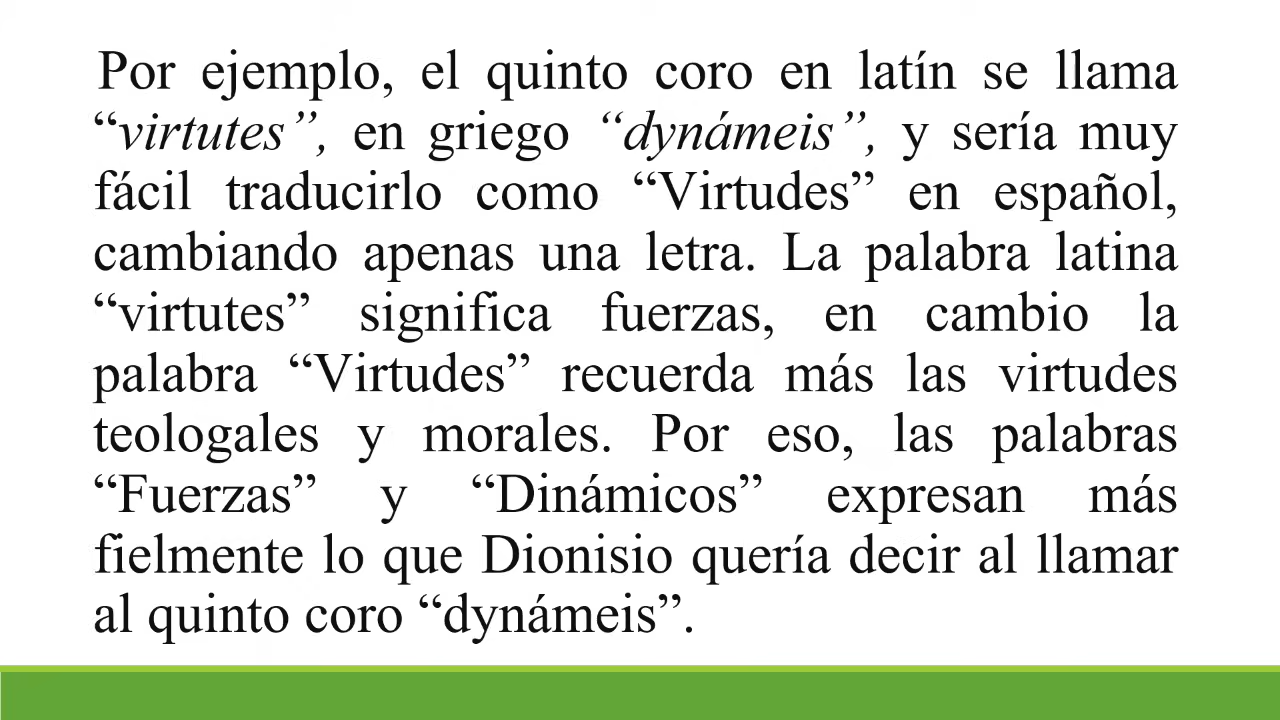 Por ejemplo, el quinto coro en latín se llama
“virtutes”, en griego “dynámeis”, y sería muy
fácil traducirlo como “Virtudes” en español,
cambiando apenas una letra. La palabra latina
“virtutes” significa fuerzas, en cambio la
palabra “Virtudes” recuerda más las virtudes
teologales y morales. Por eso, las palabras
“Fuerzas” y “Dinámicos” expresan más
fielmente lo que Dionisio quería decir al llamar
al quinto coro “dynámeis”.